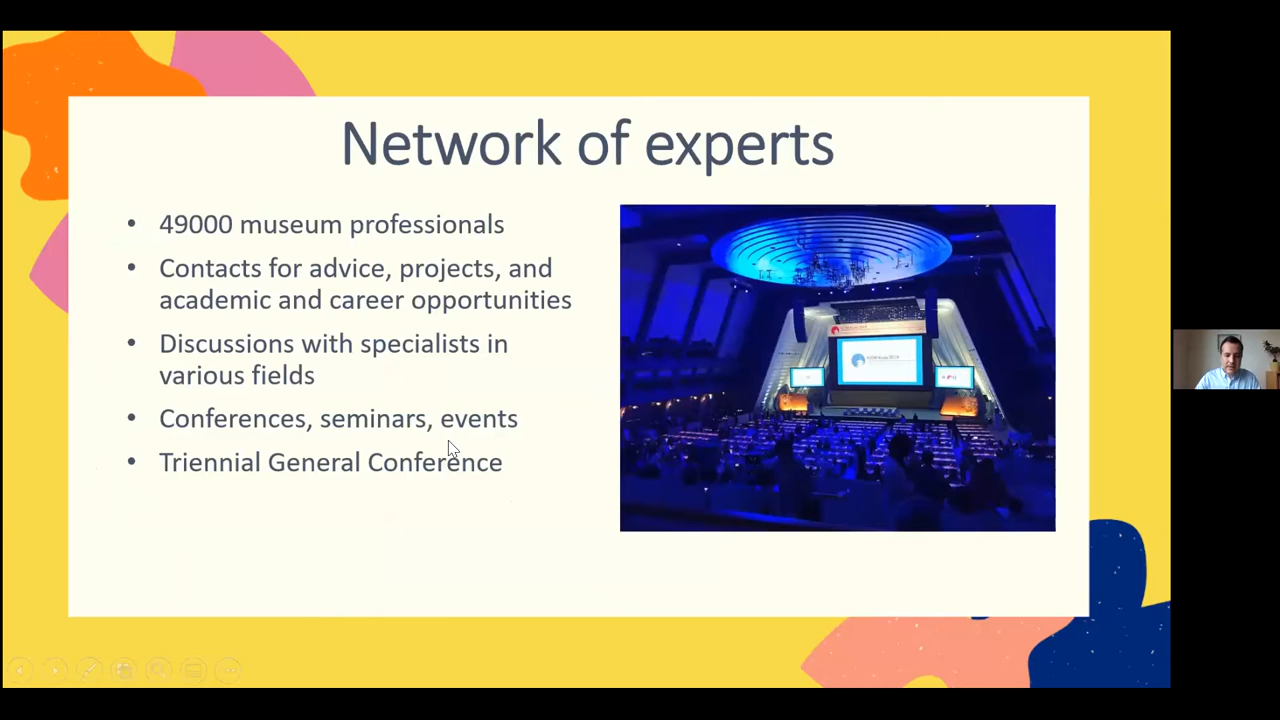 Network of experts
• 49000 museum professionals
• Contacts for advice, projects, and
academic and career opportunities
• Discussions with specialists in
various fields
• Conferences, seminars, events
• Triennial General Conference